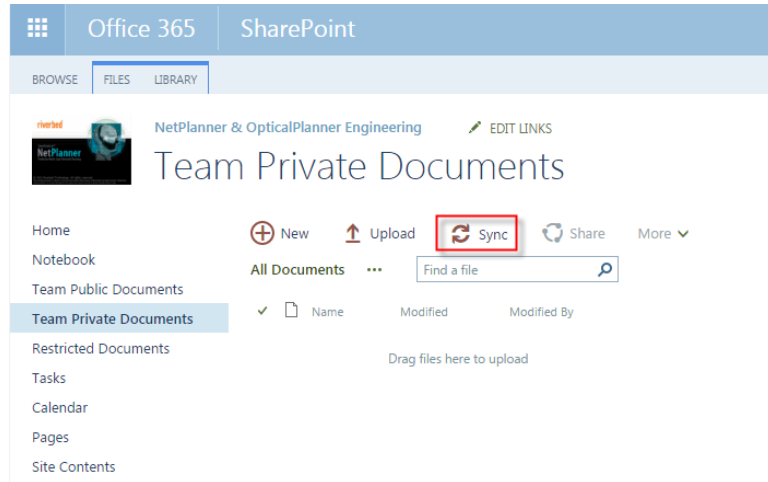 Office 365 SharePoint
BROWSE FILES LIBRARY
riverbed
NetPlanner
NetPlanner & OpticalPlanner Engineering EDIT LINKS
Team Private Documents
Home
Notebook
Team Public Documents
Team Private Documents
Restricted Documents
Tasks
Calendar
Pages
Site Contents
New Upload Sync Share More
All Documents ••• Find a file
Name Modified Modified By
Drag files here to upload